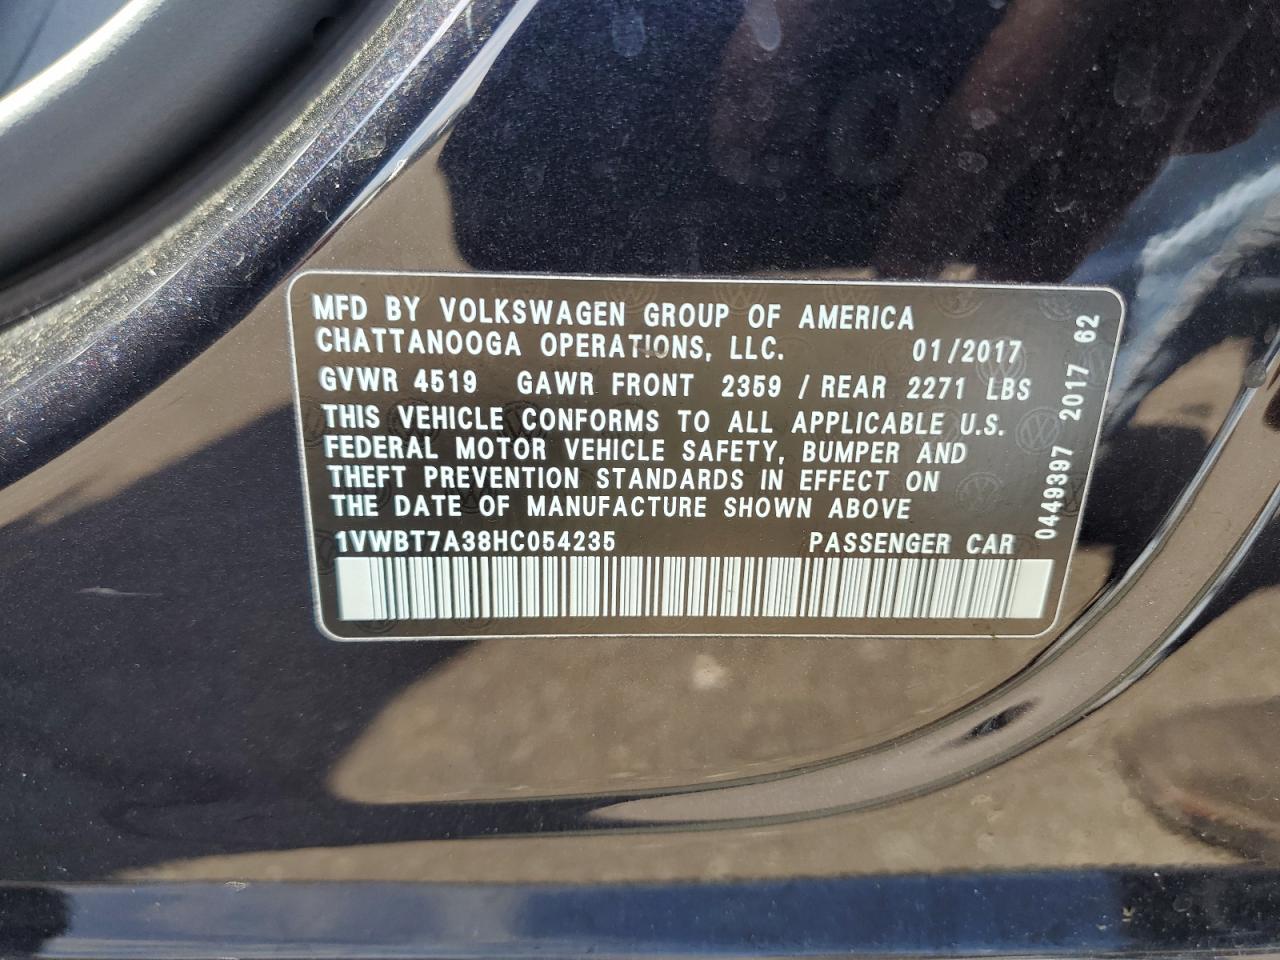 MFD BY VOLKSWAGEN GROUP OF AMERICA
CHATTANOOGA OPERATIONS, LLC. 01/2017
GVWR 4519 GAWR FRONT 2359 / REAR 2271 LBS
THIS VEHICLE CONFORMS TO ALL APPLICABLE U.S.
FEDERAL MOTOR VEHICLE SAFETY, BUMPER AND
THEFT PREVENTION STANDARDS IN EFFECT ON
THE DATE OF MANUFACTURE SHOWN ABOVE
1VWBT7A38HC054235 PASSENGER CAR
0449397 2017 62